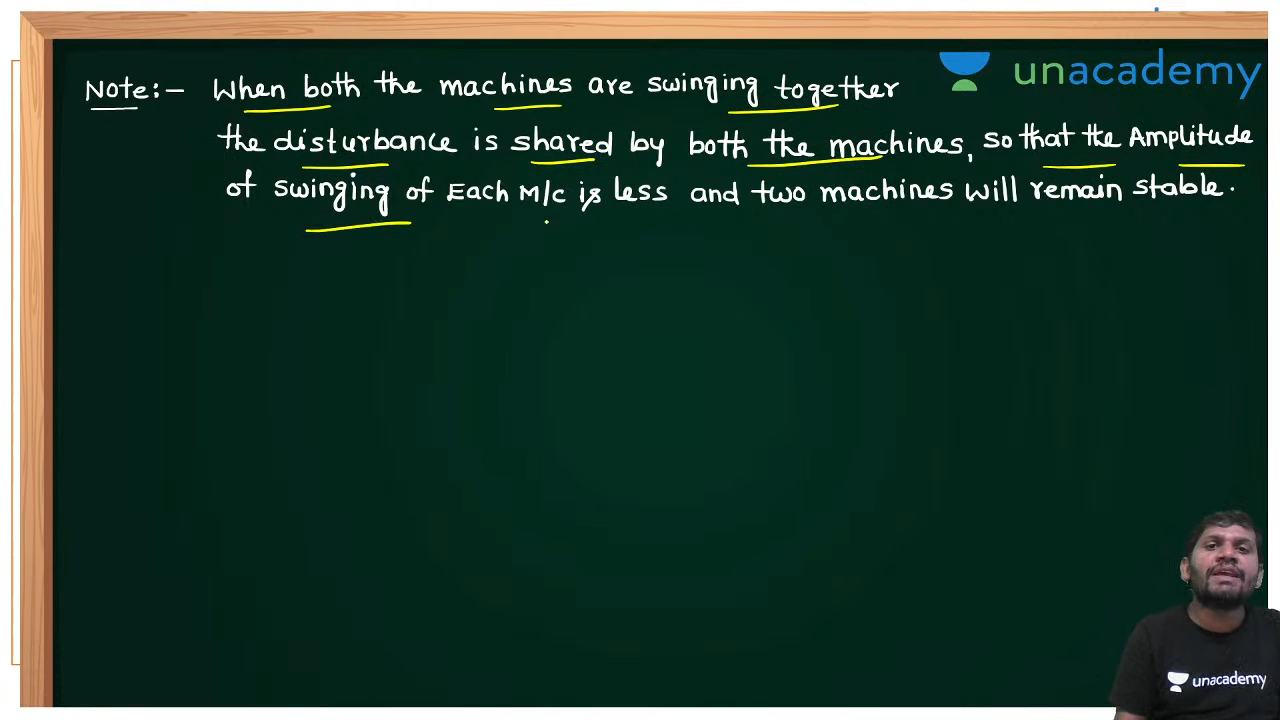 unacademy
Note:- When both the machines are swinging together
the disturbance is shared by both the machines, so that the Amplitude
of swinging of Each M/c is less and two machines will remain stable.
unacademy